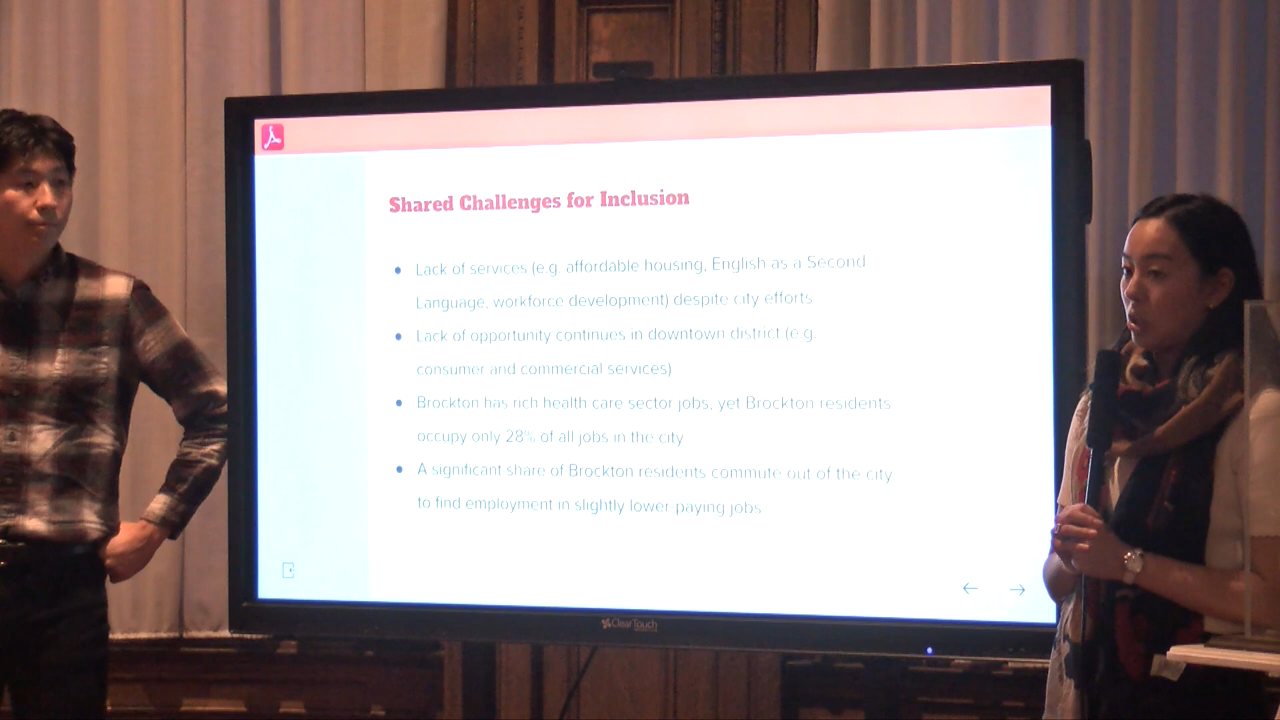 Shared Challenges for Inclusion
Lack of services (e.g. affordable housing, English as a Second
Language, workforce development) despite city efforts
Lack of opportunity continues in downtown district (e.g.
consumer and commercial services)
Brockton has rich health care sector jobs, yet Brockton residents
occupy only 28% of all jobs in the city
A significant share of Brockton residents commute out of the city
to find employment in slightly lower paying jobs
ClearTouch